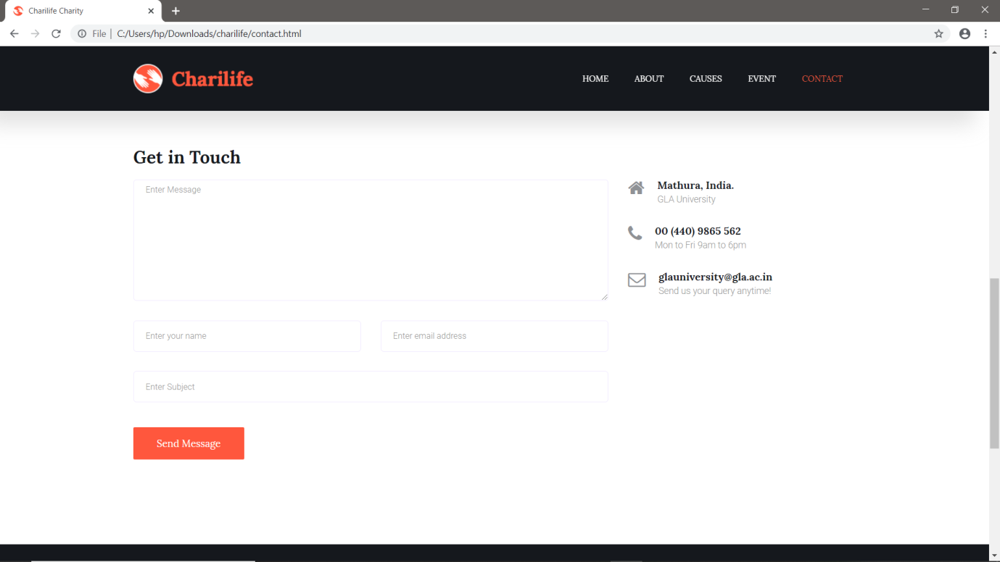 Charilife Charity
File | C:/Users/hp/Downloads/charilife/contact.html
Charilife
HOME ABOUT CAUSES EVENT CONTACT
Get in Touch
Enter Message
Mathura, India.
GLA University
00 (440) 9865 562
Mon to Fri 9am to 6pm
glauniversity@gla.ac.in
Send us your query anytime!
Enter your name
Enter email address
Enter Subject
Send Message